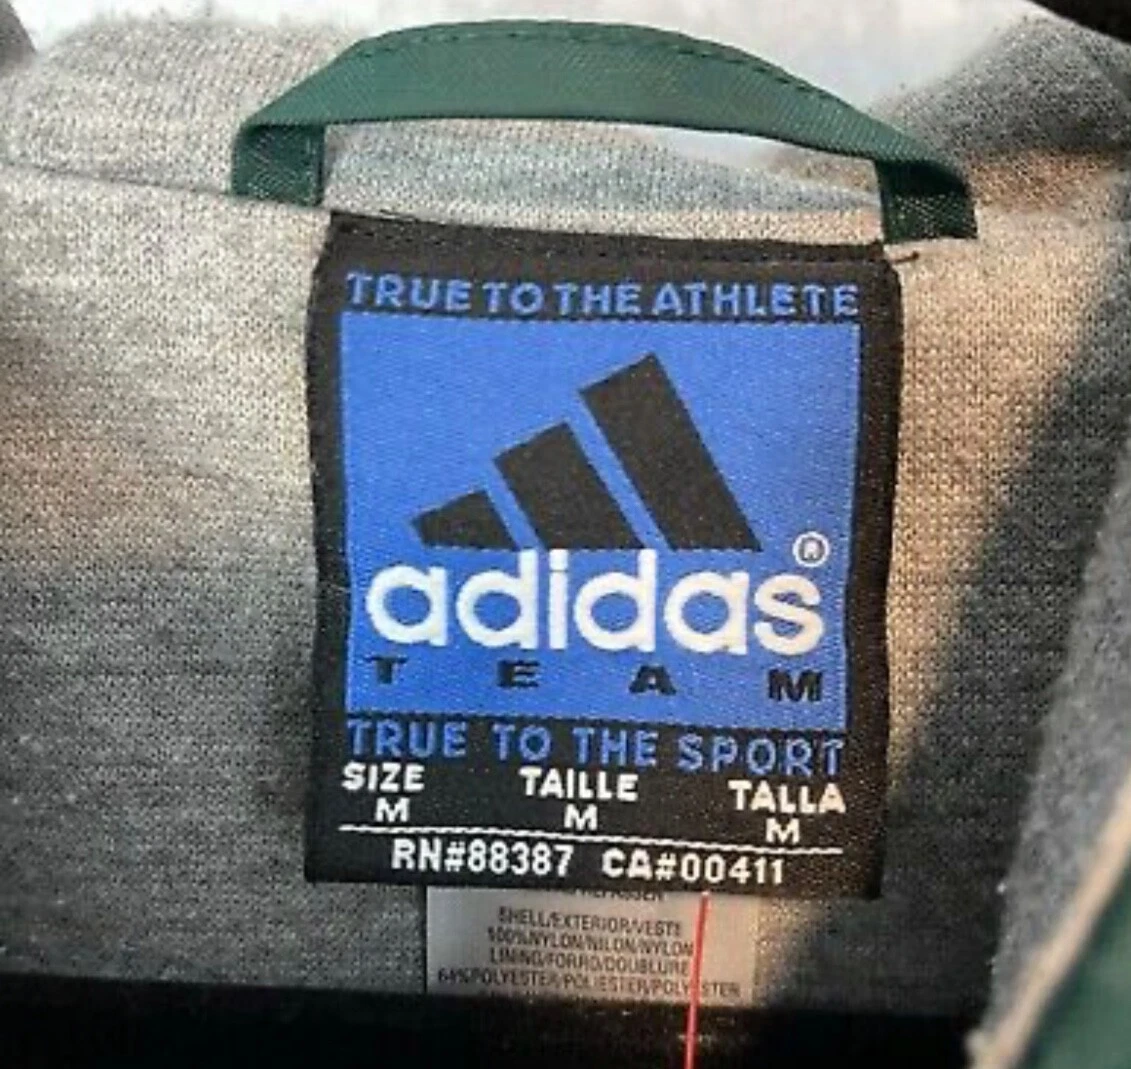 TRUE TO THE ATHLETE
adidas®
TEAM
TRUE TO THE SPORT
SIZE TAILLE TALLA
M M M
RN#88387 CA#00411
SHELL/EXTERIOR/VESTE
100%NYLON/NILON/NYLON
LINING/FORRO/DOUBLURE
64%POLYESTER/POLIESTER/POLYESTER